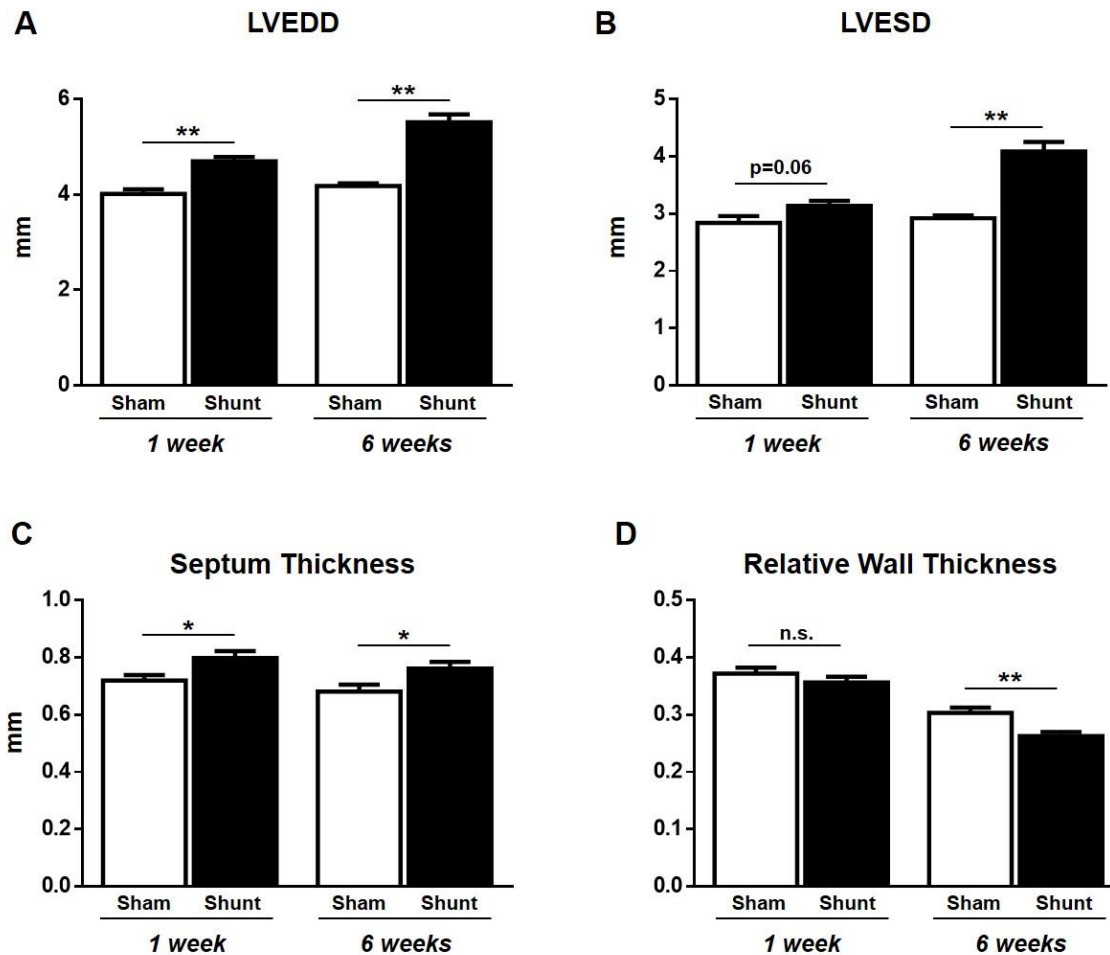 A
LVEDD
6
4
2
0
mm
**
**
Sham Shunt Sham Shunt
1 week 6 weeks
B
LVESD
5
4
3
2
1
0
mm
p=0.06
**
Sham Shunt Sham Shunt
1 week 6 weeks
C
Septum Thickness
1.0
0.8
0.6
0.4
0.2
0.0
mm
*
*
Sham Shunt Sham Shunt
1 week 6 weeks
D
Relative Wall Thickness
0.5
0.4
0.3
0.2
0.1
0.0
n.s.
**
Sham Shunt Sham Shunt
1 week 6 weeks